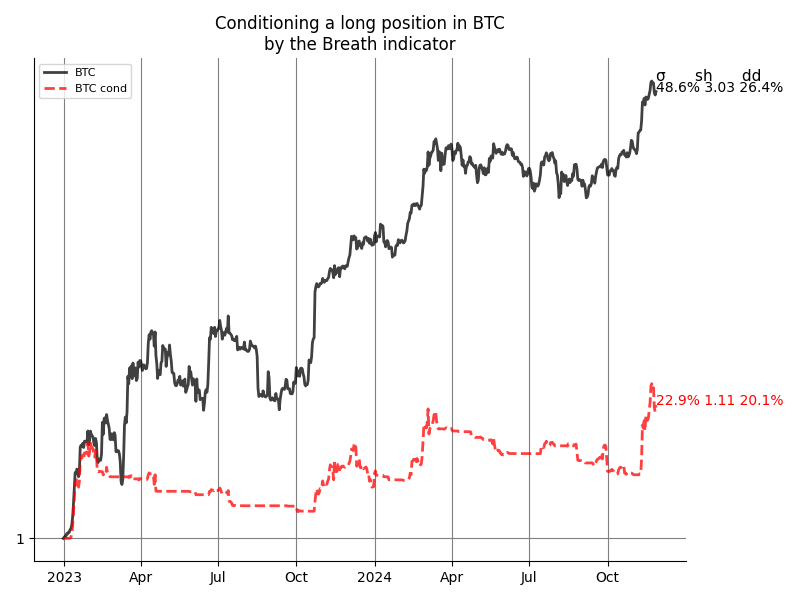 Conditioning a long position in BTC
by the Breath indicator
BTC
BTC cond
σ sh dd
48.6% 3.03 26.4%
22.9% 1.11 20.1%
1
2023 Apr Jul Oct 2024 Apr Jul Oct